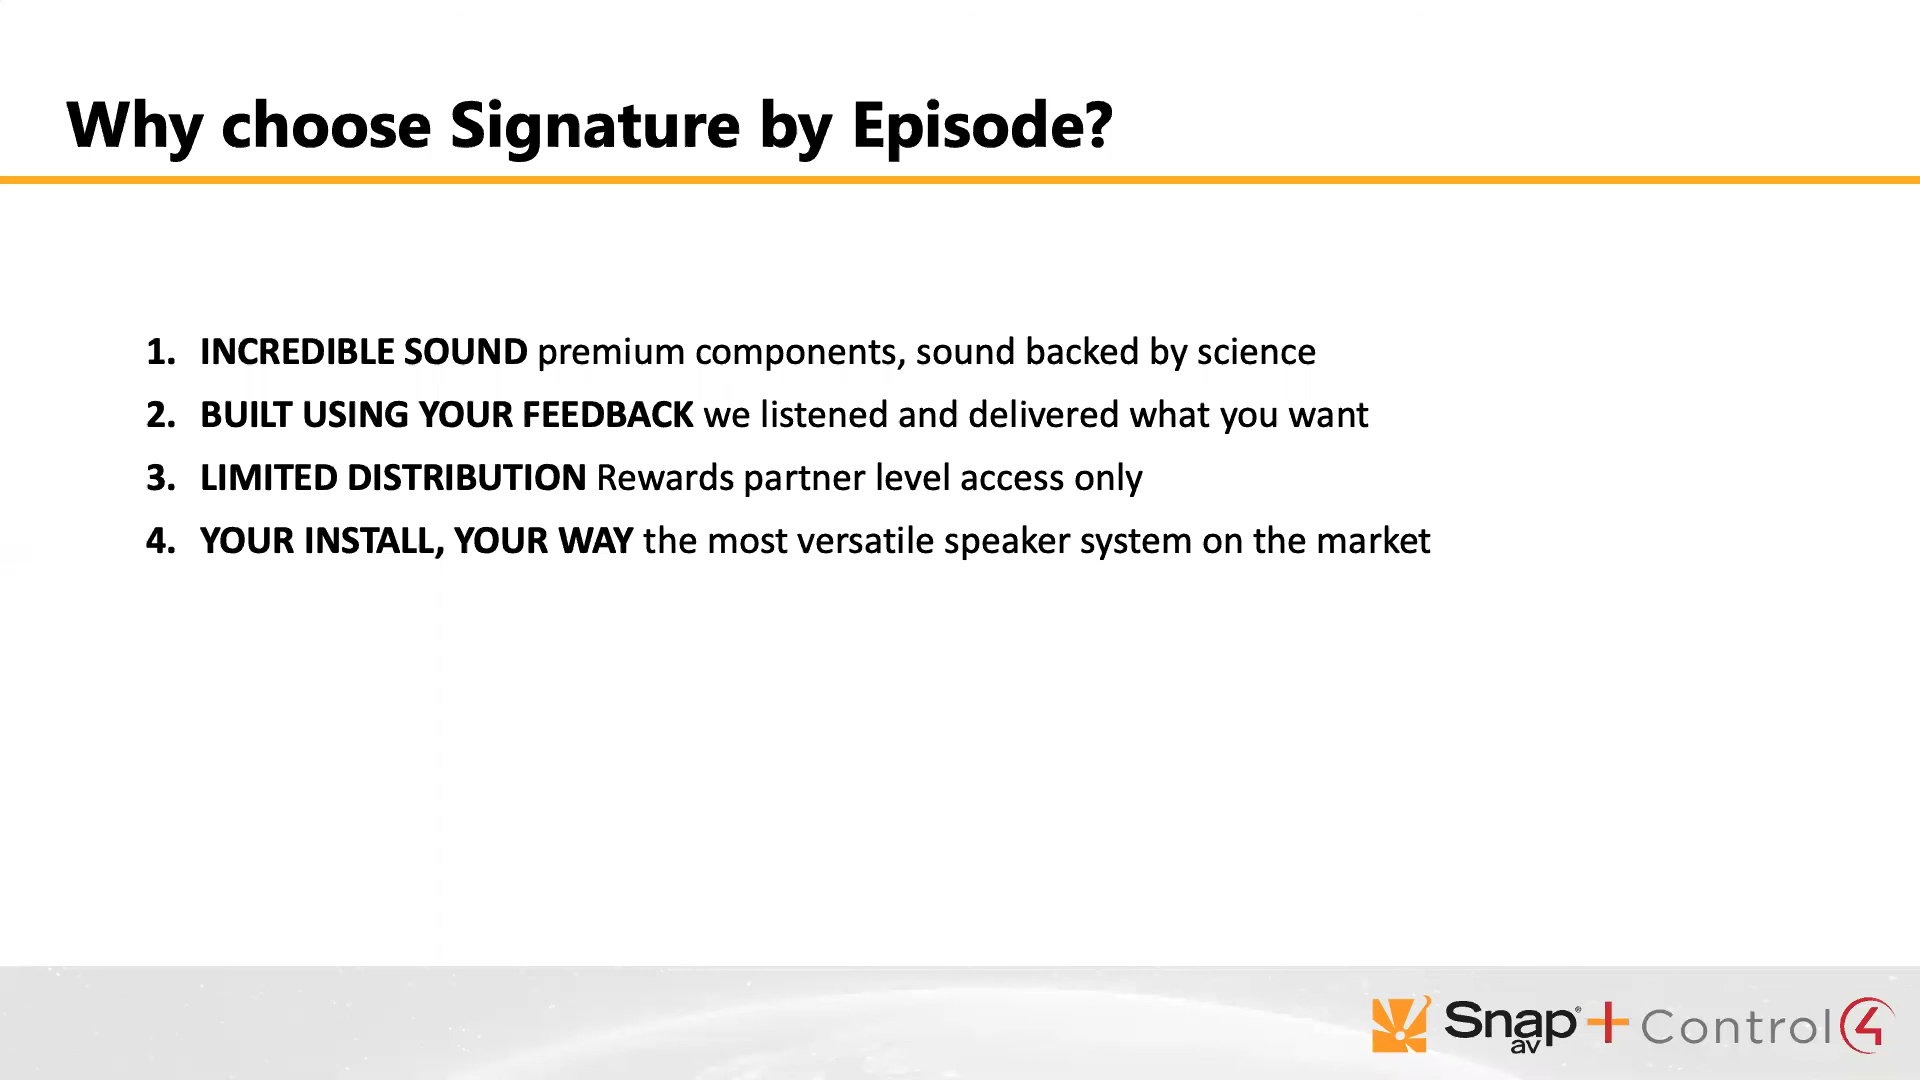 Why choose Signature by Episode?
1. INCREDIBLE SOUND premium components, sound backed by science
2. BUILT USING YOUR FEEDBACK we listened and delivered what you want
3. LIMITED DISTRIBUTION Rewards partner level access only
4. YOUR INSTALL, YOUR WAY the most versatile speaker system on the market
Snap® + Control4
av